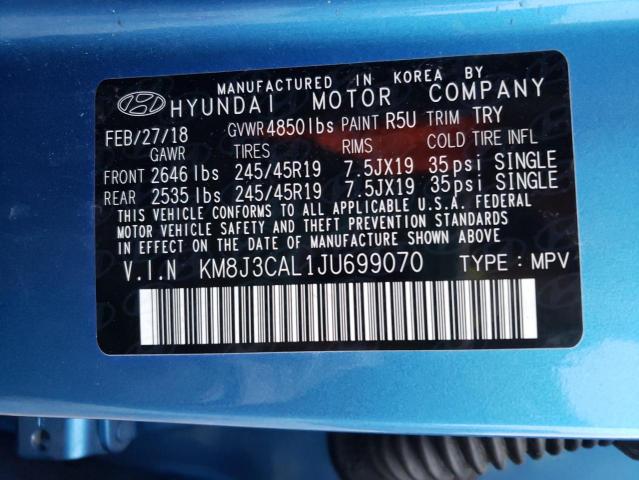 MANUFACTURED IN KOREA BY
HYUNDAI MOTOR COMPANY
FEB/27/18 GVWR 4850lbs PAINT R5U TRIM TRY
GAWR TIRES RIMS COLD TIRE INFL
FRONT 2646 lbs 245/45R19 7.5JX19 35psi SINGLE
REAR 2535 lbs 245/45R19 7.5JX19 35psi SINGLE
THIS VEHICLE CONFORMS TO ALL APPLICABLE U.S.A. FEDERAL
MOTOR VEHICLE SAFETY AND THEFT PREVENTION STANDARDS
IN EFFECT ON THE DATE OF MANUFACTURE SHOWN ABOVE.
V.I.N KM8J3CAL1JU699070 TYPE: MPV